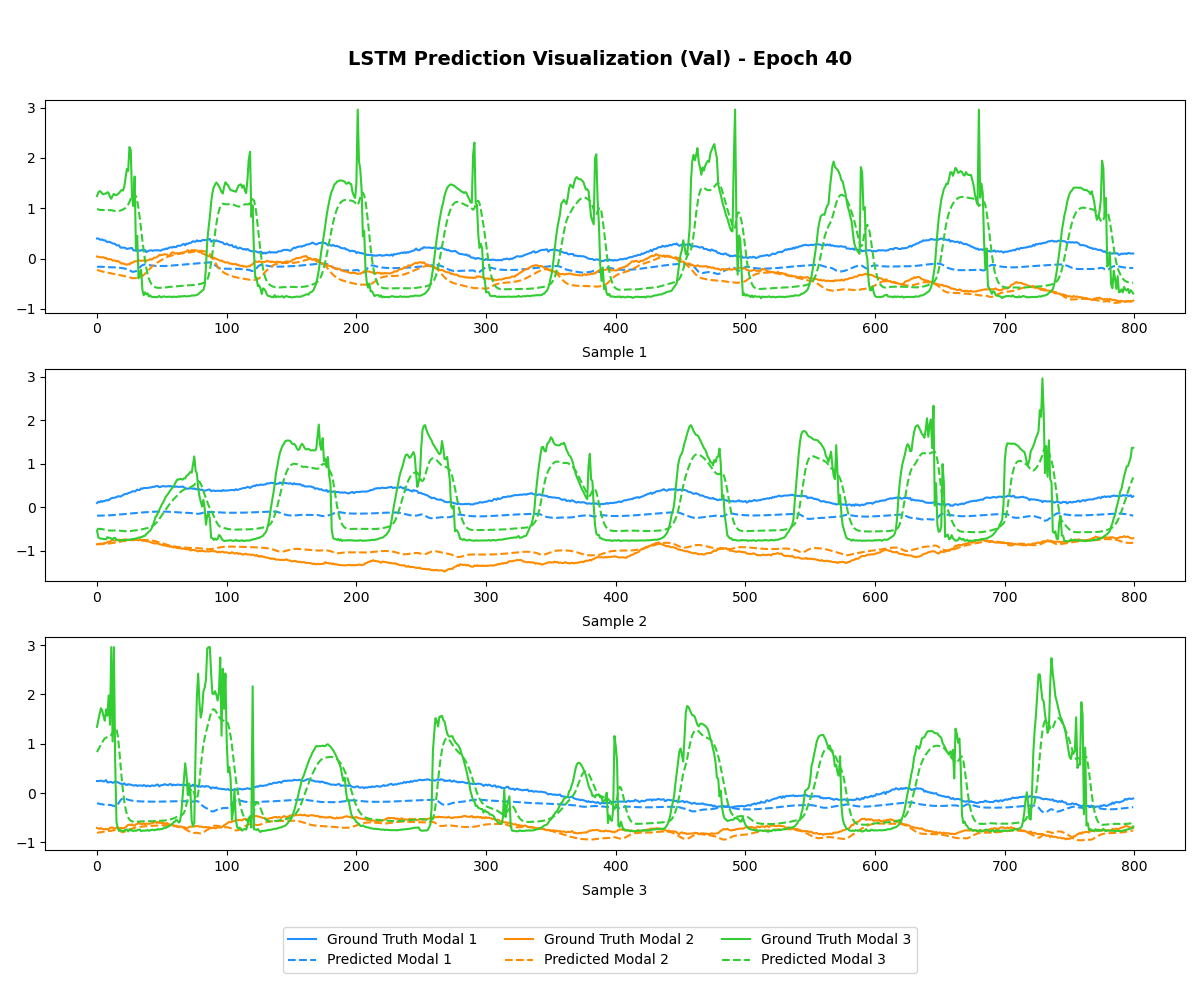 LSTM Prediction Visualization (Val) - Epoch 40
3
2
1
0
−1
0 100 200 300 400 500 600 700 800
Sample 1
3
2
1
0
−1
0 100 200 300 400 500 600 700 800
Sample 2
3
2
1
0
−1
0 100 200 300 400 500 600 700 800
Sample 3
Ground Truth Modal 1 Ground Truth Modal 2 Ground Truth Modal 3
Predicted Modal 1 Predicted Modal 2 Predicted Modal 3